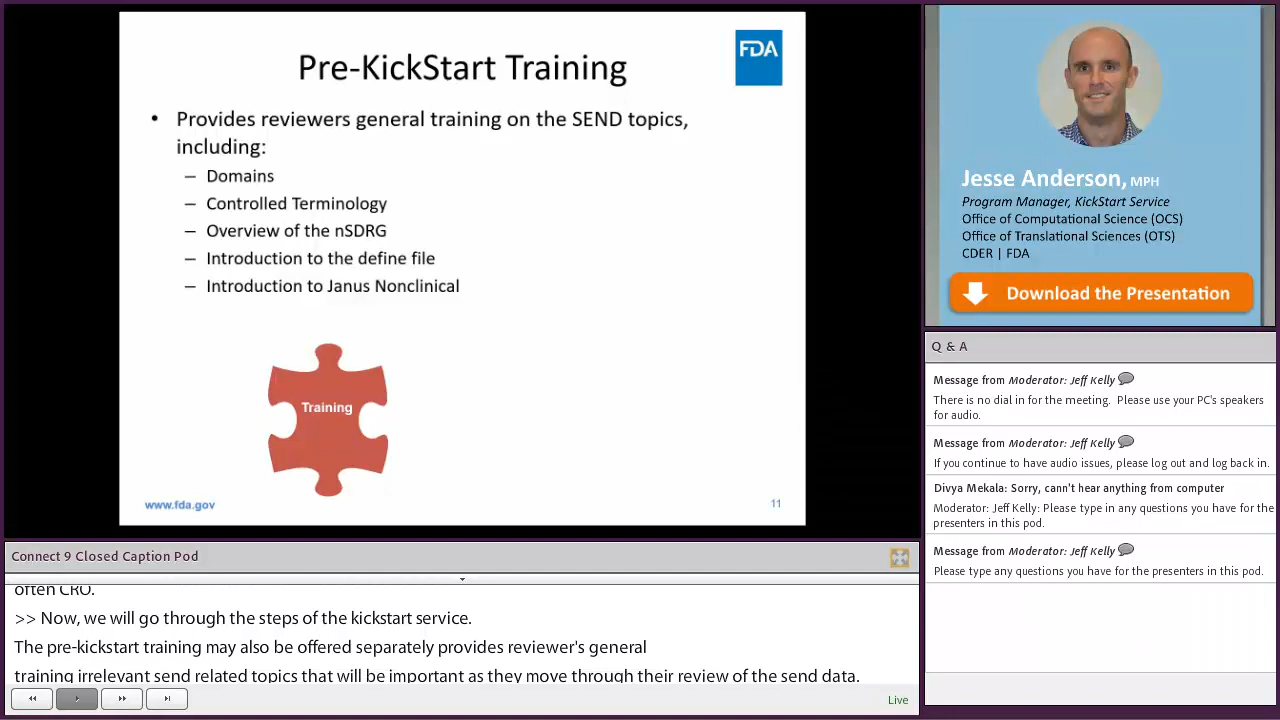 Pre-KickStart Training
FDA
• Provides reviewers general training on the SEND topics,
including:
– Domains
– Controlled Terminology
– Overview of the nSDRG
– Introduction to the define file
– Introduction to Janus Nonclinical
Training
www.fda.gov
11
Jesse Anderson, MPH
Program Manager, KickStart Service
Office of Computational Science (OCS)
Office of Translational Sciences (OTS)
CDER | FDA
Download the Presentation
Q & A
Message from Moderator: Jeff Kelly
There is no dial in for the meeting. Please use your PC's speakers
for audio.
Message from Moderator: Jeff Kelly
If you continue to have audio issues, please log out and log back in.
Divya Mekala: Sorry, cann't hear anything from computer
Moderator: Jeff Kelly: Please type in any questions you have for the
presenters in this pod.
Message from Moderator: Jeff Kelly
Please type any questions you have for the presenters in this pod.
Connect 9 Closed Caption Pod
often CRO.
>> Now, we will go through the steps of the kickstart service.
The pre-kickstart training may also be offered separately provides reviewer's general
training irrelevant send related topics that will be important as they move through their review of the send data.
Live